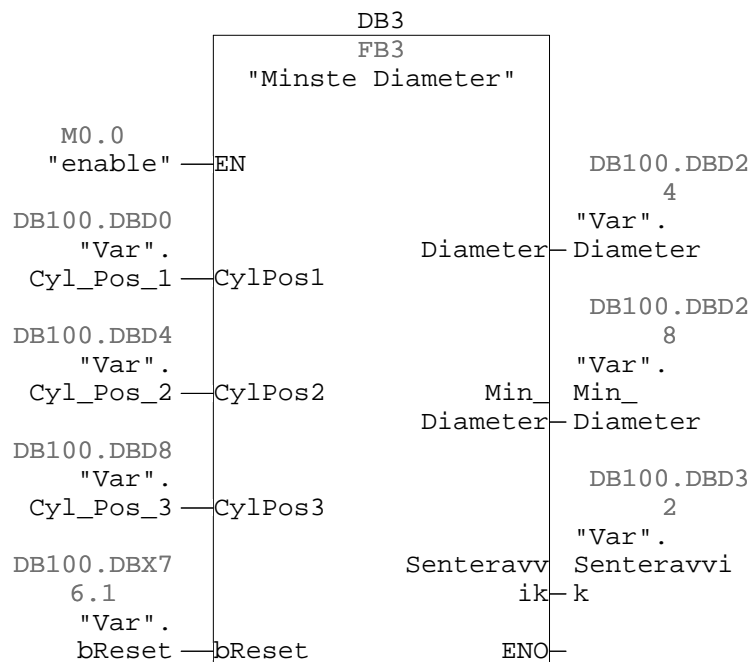 DB3
FB3
"Minste Diameter"
M0.0
"enable"
EN
DB100.DBD0
"Var".
Cyl_Pos_1
CylPos1
DB100.DBD4
"Var".
Cyl_Pos_2
CylPos2
DB100.DBD8
"Var".
Cyl_Pos_3
CylPos3
DB100.DBX7
6.1
"Var".
bReset
bReset
DB100.DBD2
4
"Var".
Diameter
Diameter
DB100.DBD2
8
"Var".
Min_
Min_
Diameter
Diameter
DB100.DBD3
2
"Var".
Senteravv
Senteravvi
ik
k
ENO